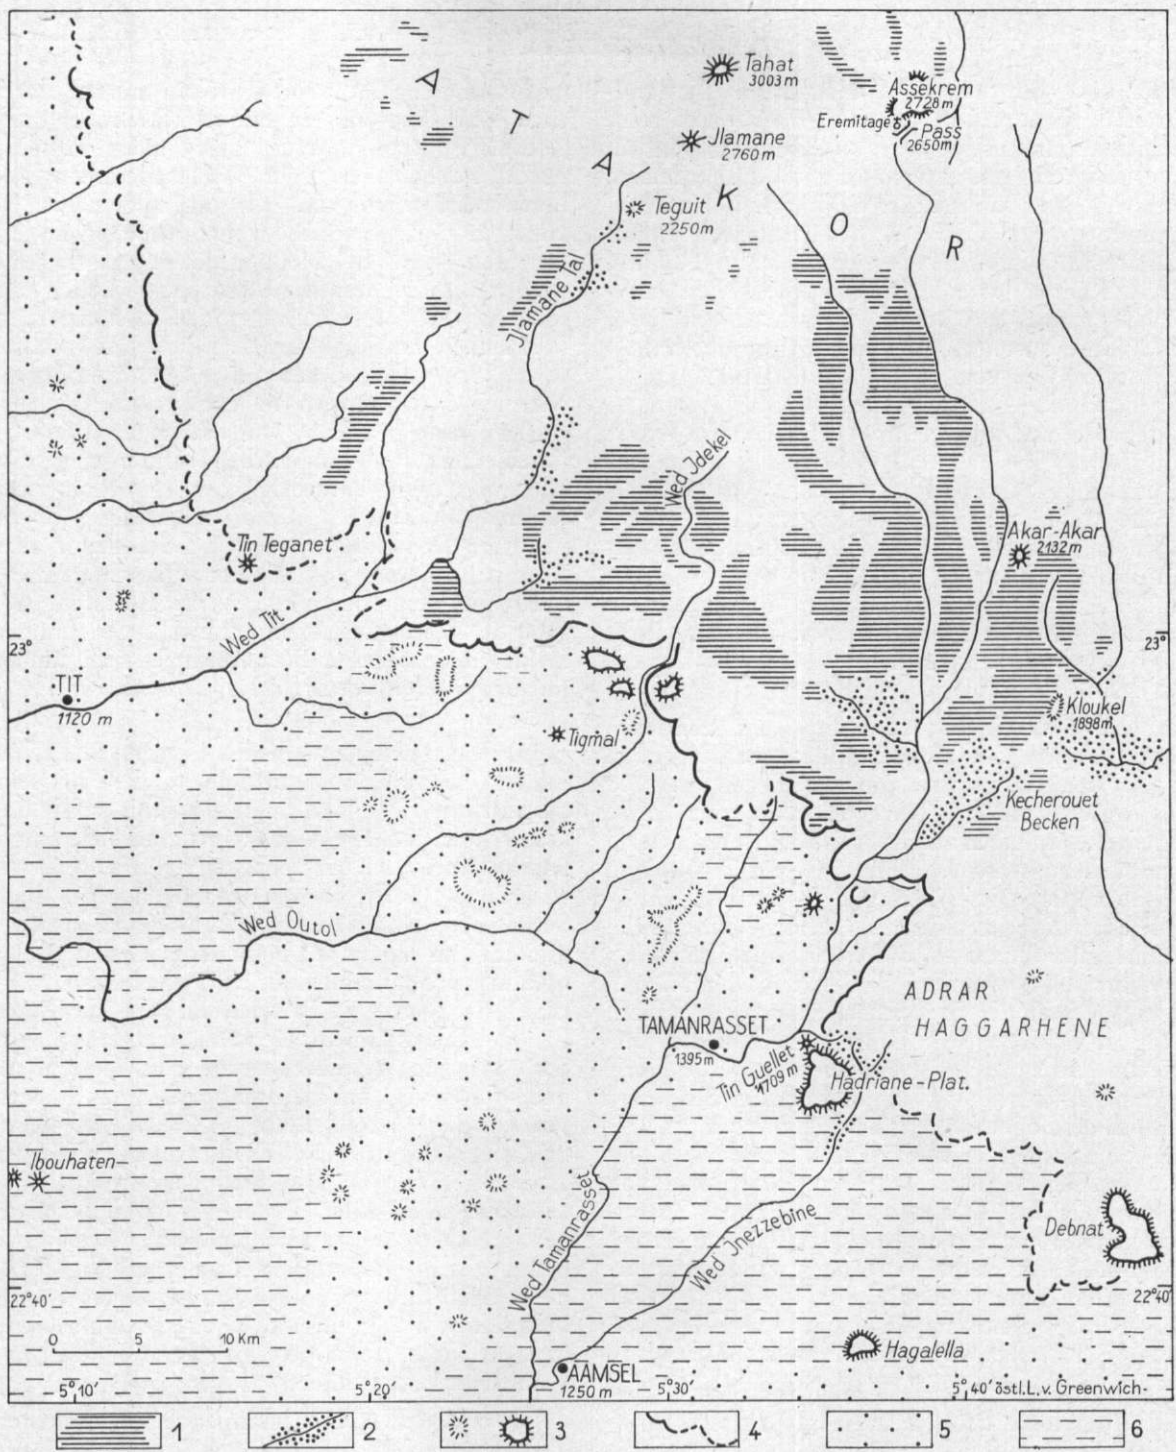 Tahat
3003 m
A
T
A
K
O
R
Assekrem
2728 m
Eremitage
Pass
2650 m
Jlamane
2760 m
Teguit
2250 m
Jlamane Tal
Wed Jdekel
Akar-Akar
2132 m
Tin Teganet
Wed Tit
23°
23°
TIT
1120 m
Kloukel
1898 m
Tigmal
Kecherouet
Becken
Wed Outol
ADRAR
HAGGARHENE
TAMANRASSET
1395 m
Tin Guellet
1709 m
Hadriane-Plat.
Ibouhaten
Debnat
Wed Tamanrasset
Wed Jnezzebine
22°40'
22°40'
0 5 10 Km
Hagalella
AAMSEL
1250 m
5°10' 5°20' 5°30' 5°40' östl.L.v. Greenwich
1 2 3 4 5 6